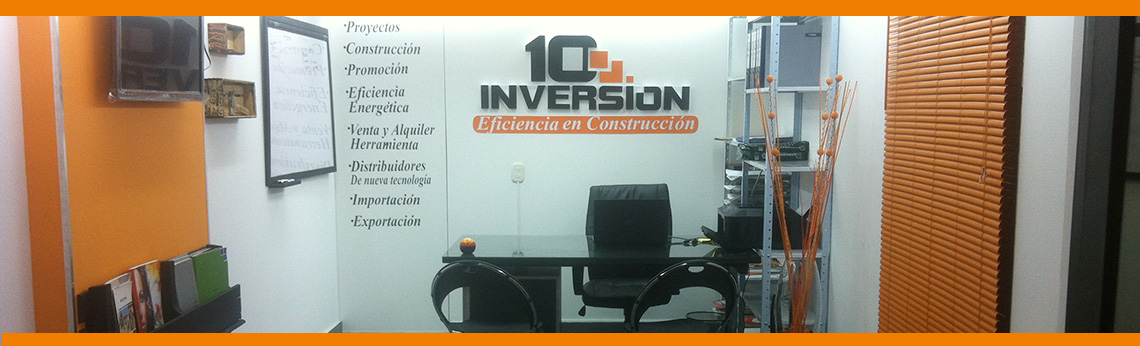 ·Proyectos
·Construcción
·Promoción
·Eficiencia
Energética
·Venta y Alquiler
Herramienta
·Distribuidores
De nueva tecnología
·Importación
·Exportación
10
INVERSION
Eficiencia en Construcción